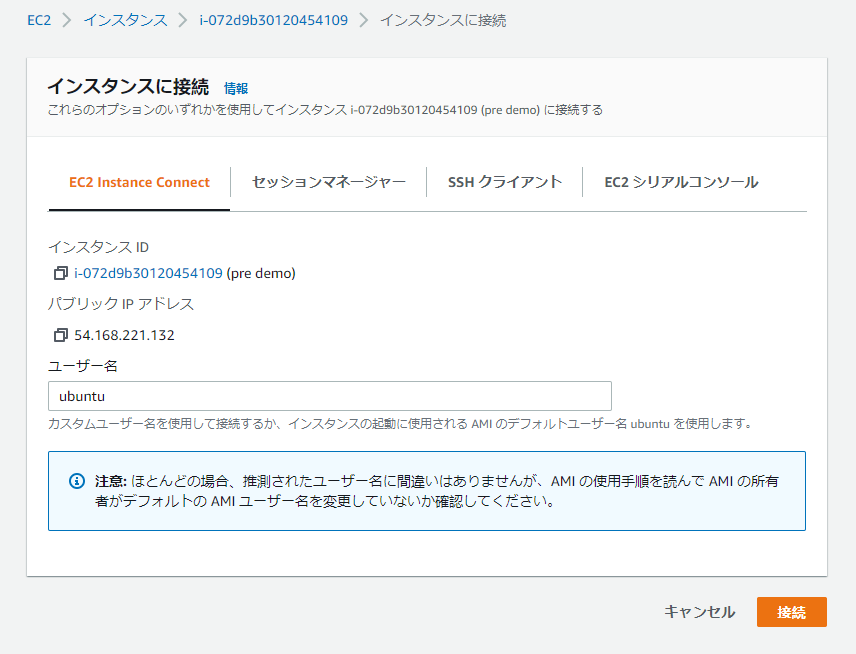 EC2 > インスタンス > i-072d9b30120454109 > インスタンスに接続
インスタンスに接続 情報
これらのオプションのいずれかを使用してインスタンス i-072d9b30120454109 (pre demo) に接続する
EC2 Instance Connect セッションマネージャー SSH クライアント EC2 シリアルコンソール
インスタンス ID
i-072d9b30120454109 (pre demo)
パブリック IP アドレス
54.168.221.132
ユーザー名
ubuntu
カスタムユーザー名を使用して接続するか、インスタンスの起動に使用される AMI のデフォルトユーザー名 ubuntu を使用します。
注意: ほとんどの場合、推測されたユーザー名に間違いはありませんが、AMI の使用手順を読んで AMI の所有
者がデフォルトの AMI ユーザー名を変更していないか確認してください。
キャンセル 接続